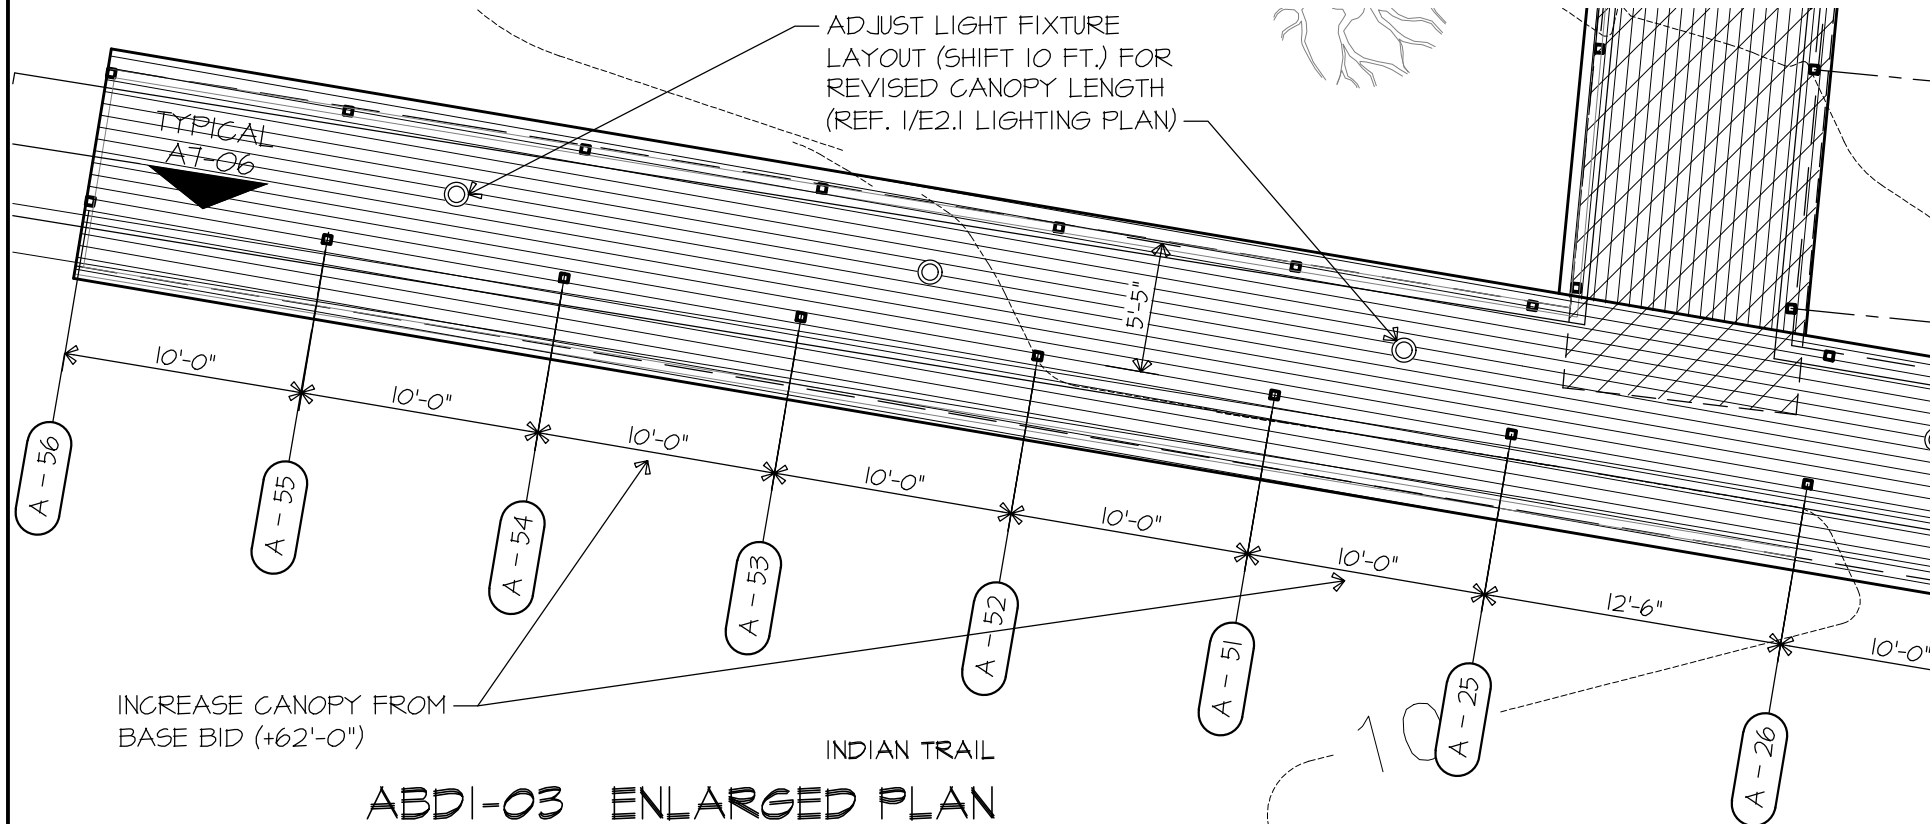 ADJUST LIGHT FIXTURE
LAYOUT (SHIFT 10 FT.) FOR
REVISED CANOPY LENGTH
(REF. 1/E2.1 LIGHTING PLAN)
TYPICAL
A7-06
5'-5"
10'-0"
10'-0"
10'-0"
10'-0"
10'-0"
10'-0"
12'-6"
10'-0"
A - 56
A - 55
A - 54
A - 53
A - 52
A - 51
A - 25
A - 26
INCREASE CANOPY FROM
BASE BID (+62'-0")
INDIAN TRAIL
ABD1-03 ENLARGED PLAN